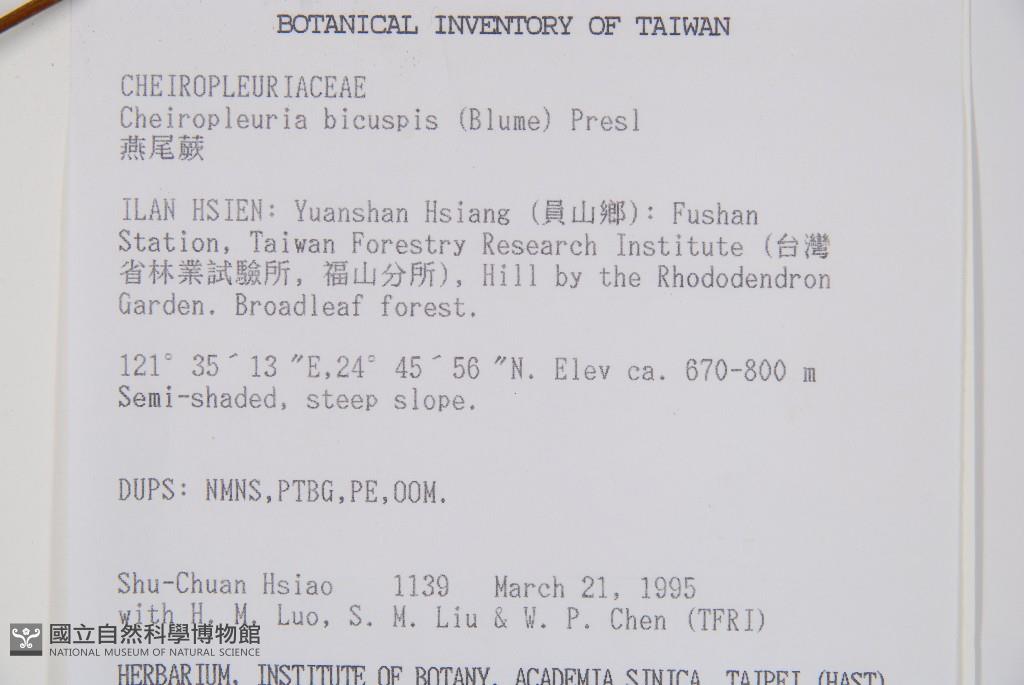 BOTANICAL INVENTORY OF TAIWAN
CHEIROPLEURIACEAE
Cheiropleuria bicuspis (Blume) Presl
燕尾蕨
ILAN HSIEN: Yuanshan Hsiang (員山鄉): Fushan
Station, Taiwan Forestry Research Institute (台灣
省林業試驗所, 福山分所), Hill by the Rhododendron
Garden. Broadleaf forest.
121° 35´ 13 ″E,24° 45´ 56 ″N. Elev ca. 670-800 m
Semi-shaded, steep slope.
DUPS: NMNS,PTBG,PE,OOM.
Shu-Chuan Hsiao 1139 March 21, 1995
with H. M. Luo, S. M. Liu & W. P. Chen (TFRI)
國立自然科學博物館
NATIONAL MUSEUM OF NATURAL SCIENCE
HERBARIUM, INSTITUTE OF BOTANY, ACADEMIA SINICA, TAIPEI (HAST)